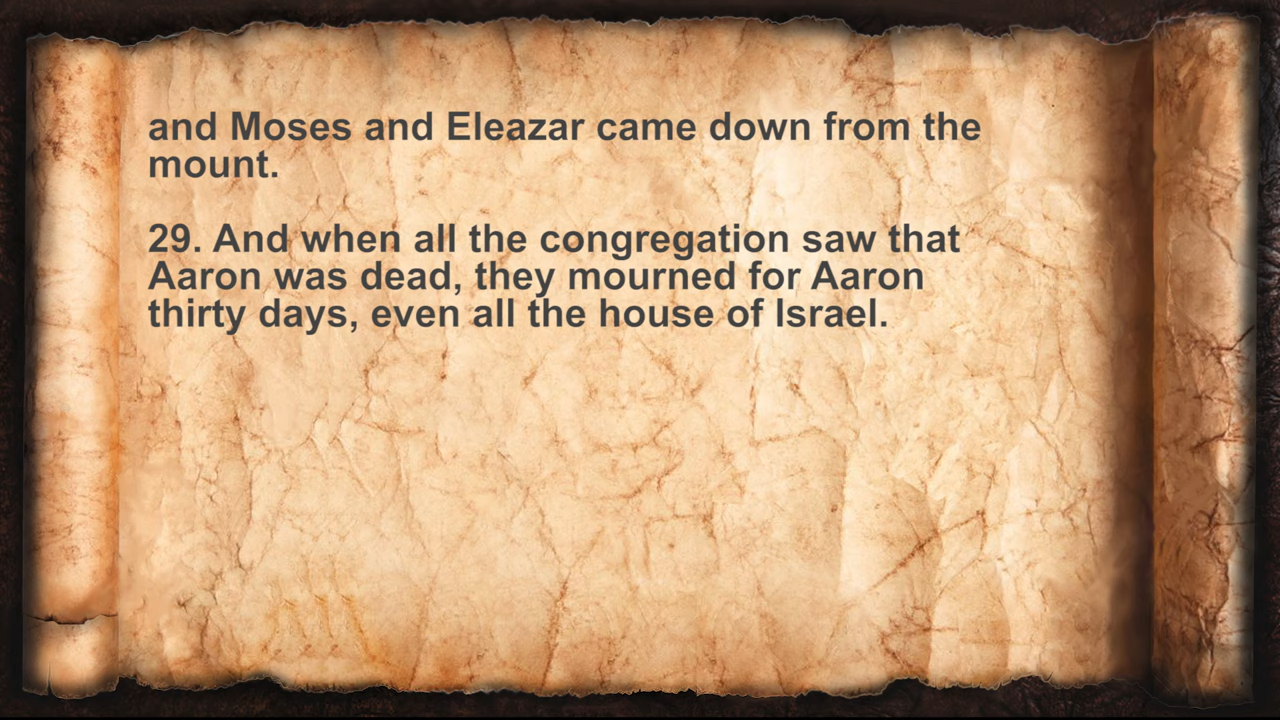 and Moses and Eleazar came down from the
mount.
29. And when all the congregation saw that
Aaron was dead, they mourned for Aaron
thirty days, even all the house of Israel.